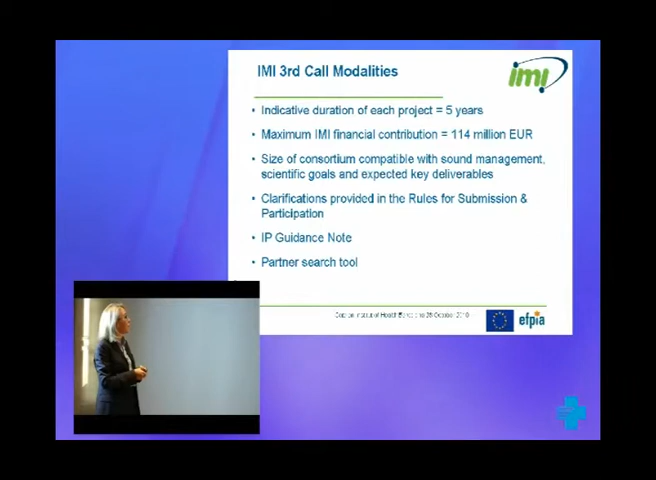 IMI 3rd Call Modalities
imi
• Indicative duration of each project = 5 years
• Maximum IMI financial contribution = 114 million EUR
• Size of consortium compatible with sound management,
scientific goals and expected key deliverables
• Clarifications provided in the Rules for Submission &
Participation
• IP Guidance Note
• Partner search tool
efpia